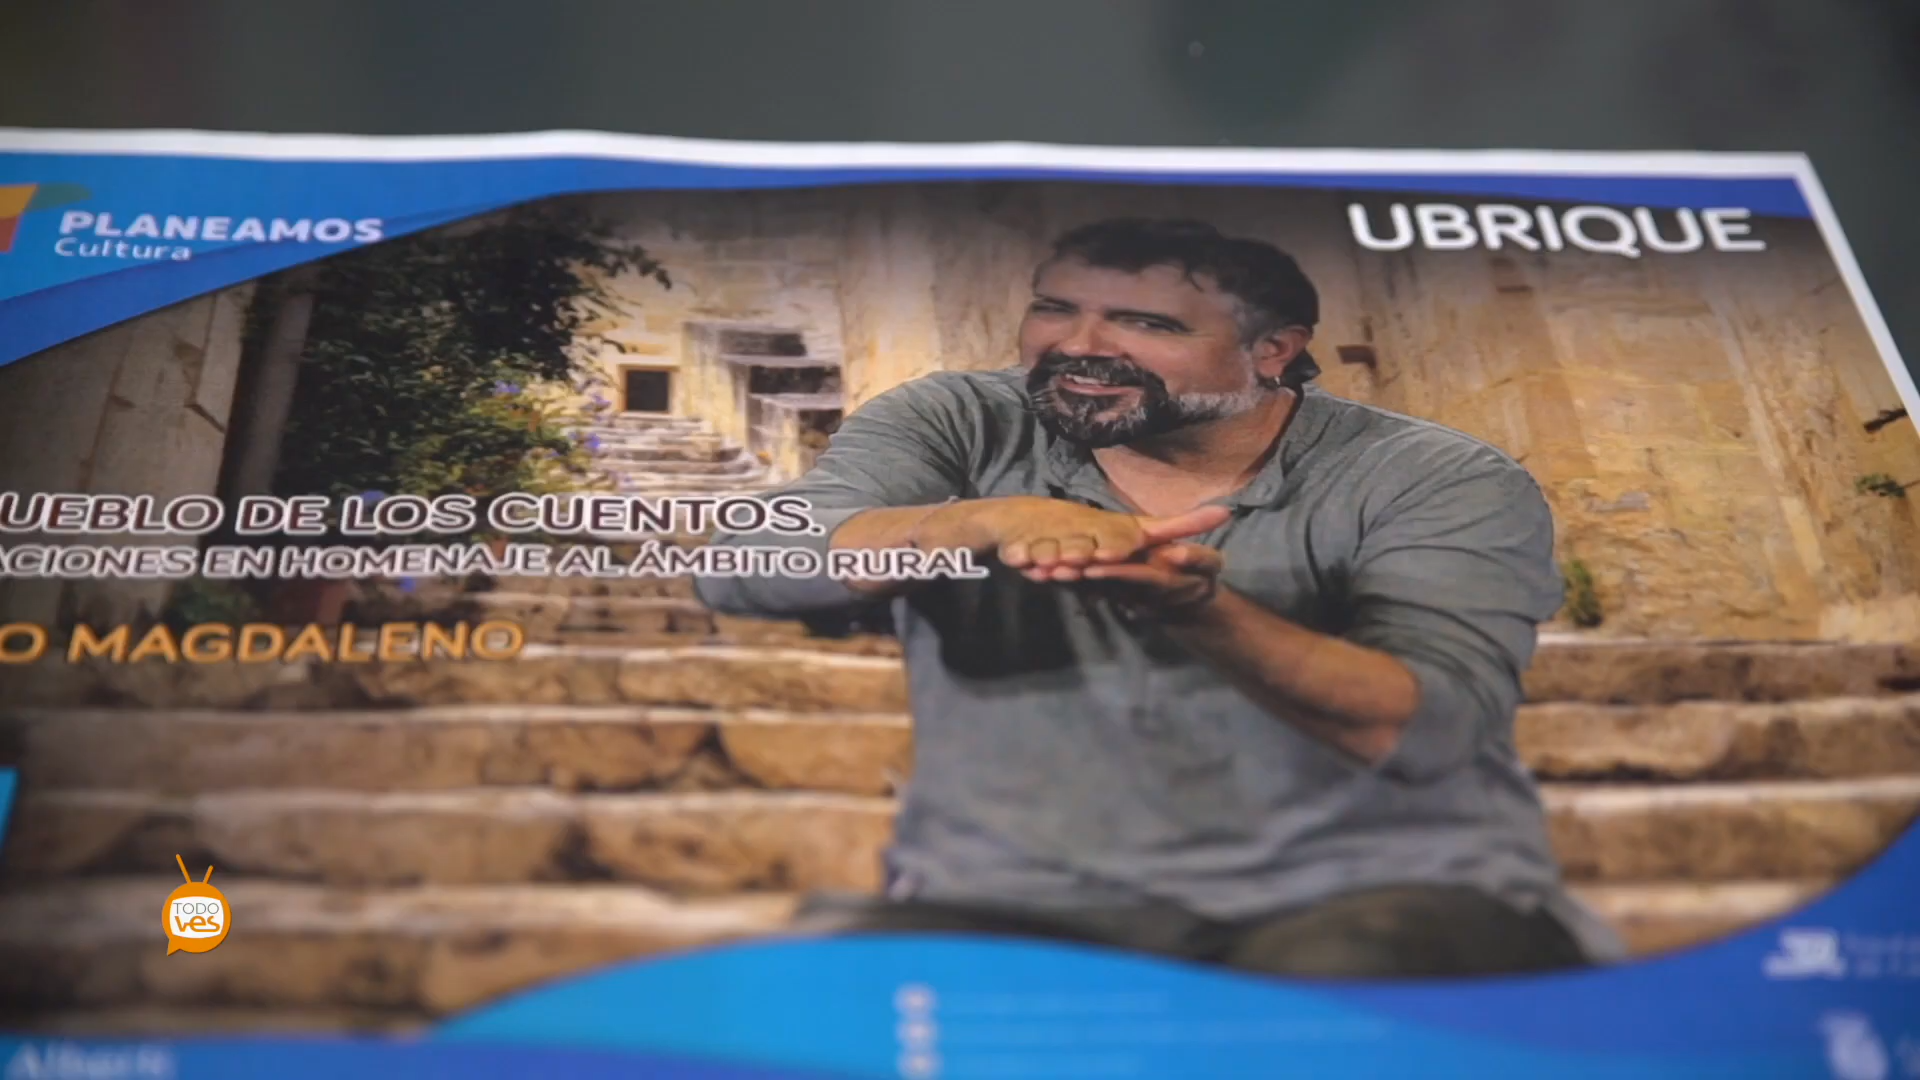 PLANEAMOS
Cultura
UBRIQUE
UEBLO DE LOS CUENTOS.
ACIONES EN HOMENAJE AL ÁMBITO RURAL
O MAGDALENO
TODO
ves